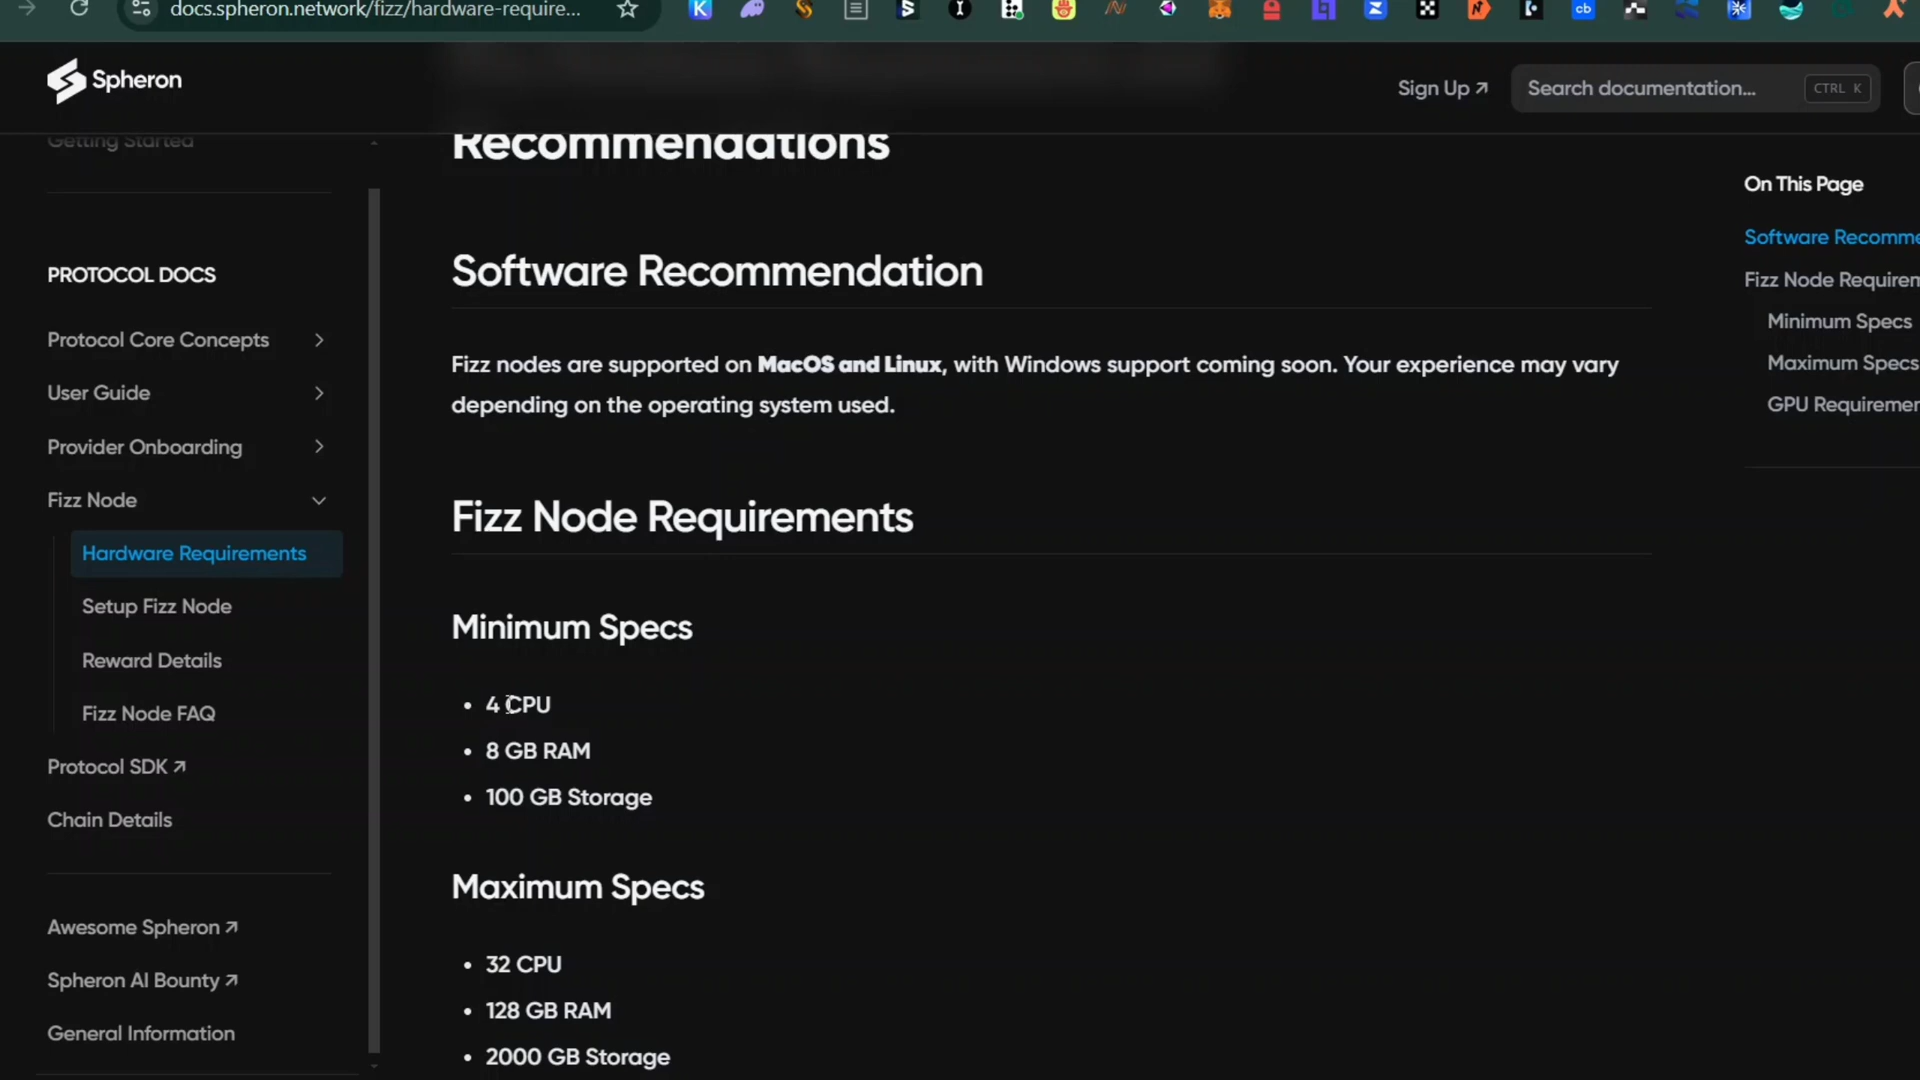 docs.spheron.network/fizz/hardware-require...
Spheron
Sign Up ↗
Search documentation...
CTRL K
Getting Started
PROTOCOL DOCS
Protocol Core Concepts
User Guide
Provider Onboarding
Fizz Node
Hardware Requirements
Setup Fizz Node
Reward Details
Fizz Node FAQ
Protocol SDK ↗
Chain Details
Awesome Spheron ↗
Spheron AI Bounty ↗
General Information
Recommendations
Software Recommendation
Fizz nodes are supported on MacOS and Linux, with Windows support coming soon. Your experience may vary
depending on the operating system used.
Fizz Node Requirements
Minimum Specs
• 4 CPU
• 8 GB RAM
• 100 GB Storage
Maximum Specs
• 32 CPU
• 128 GB RAM
• 2000 GB Storage
On This Page
Software Recomme
Fizz Node Requirem
Minimum Specs
Maximum Specs
GPU Requiremen